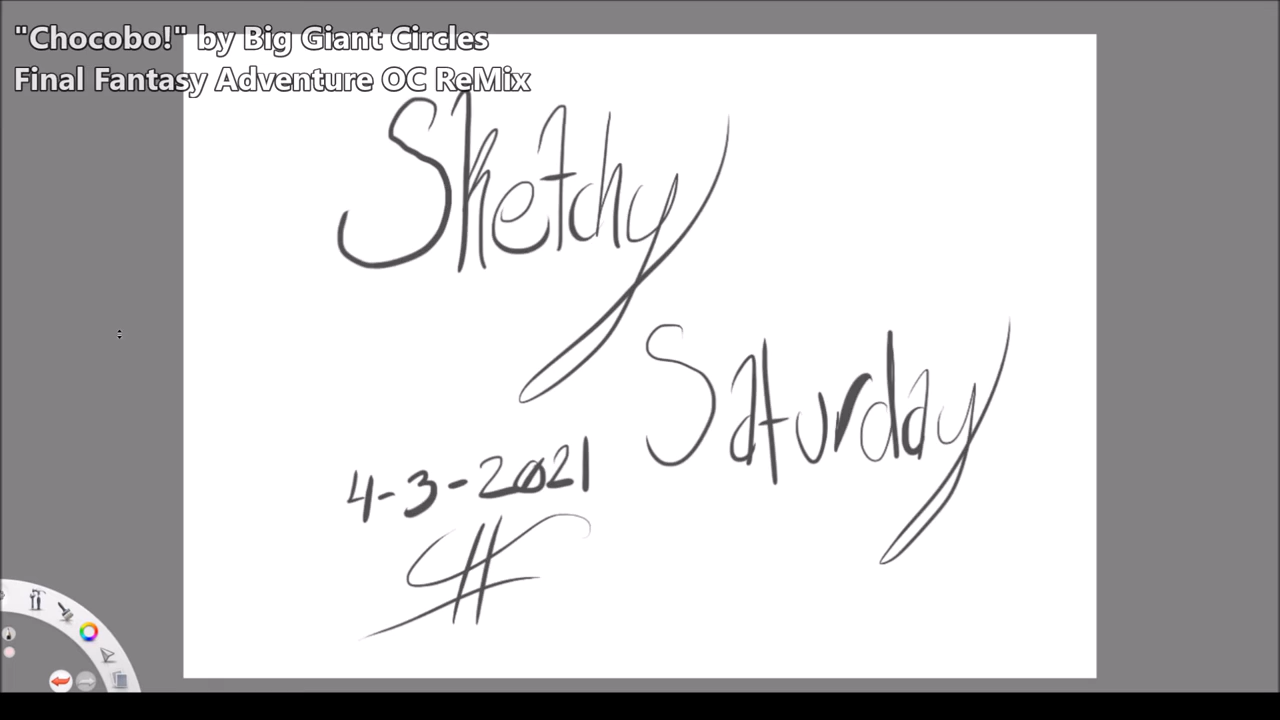 "Chocobo!" by Big Giant Circles
Final Fantasy Adventure OC ReMix
Sketchy
Saturday
4-3-2021